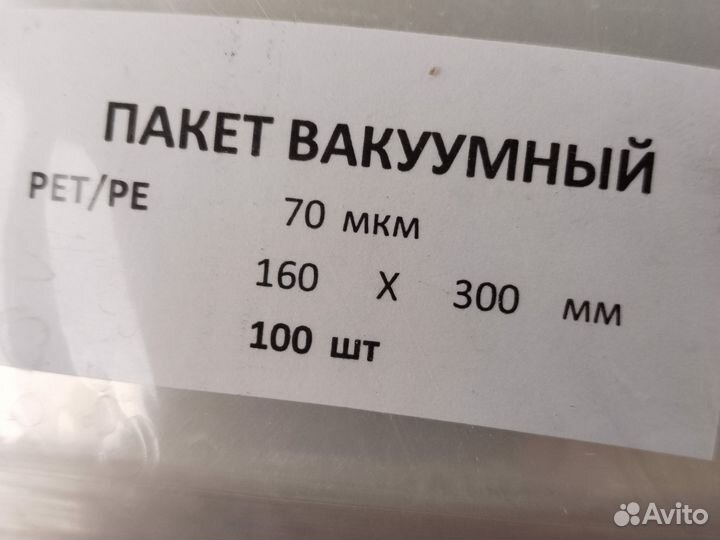 ПАКЕТ ВАКУУМНЫЙ
PET/PE 70 мкм
160 X 300 мм
100 шт
Avito